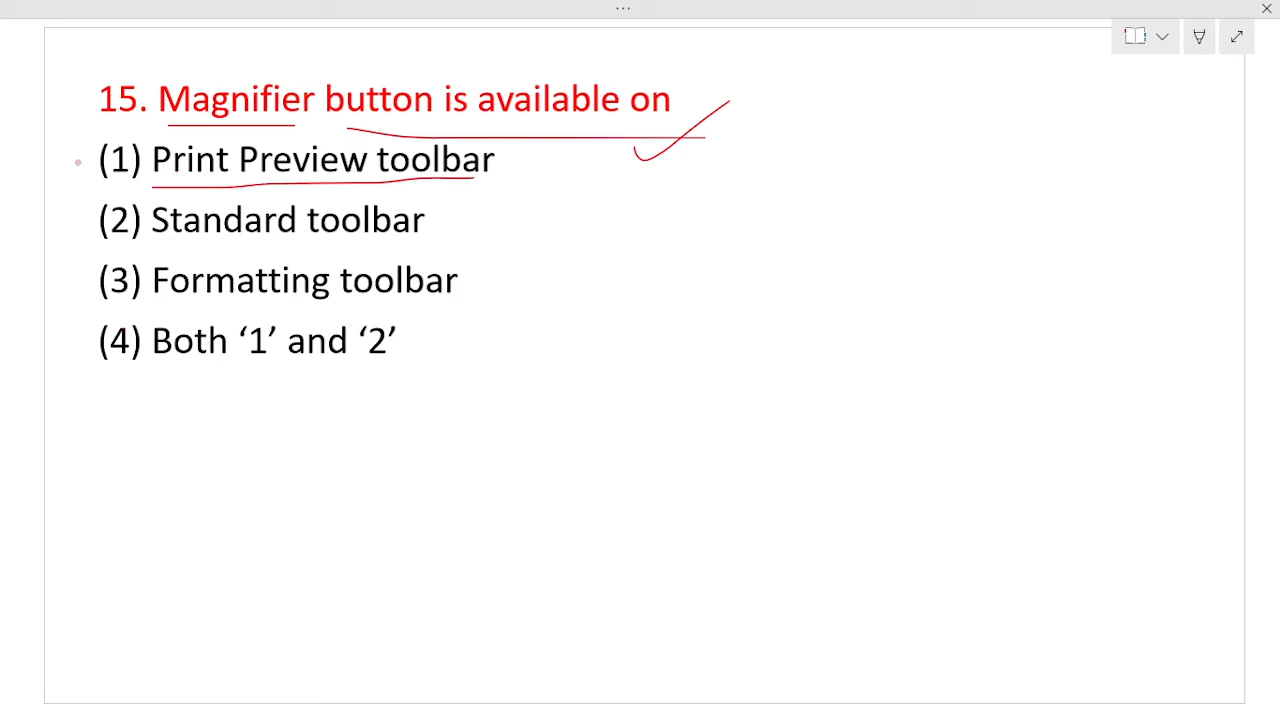 15. Magnifier button is available on
(1) Print Preview toolbar
(2) Standard toolbar
(3) Formatting toolbar
(4) Both ‘1’ and ‘2’